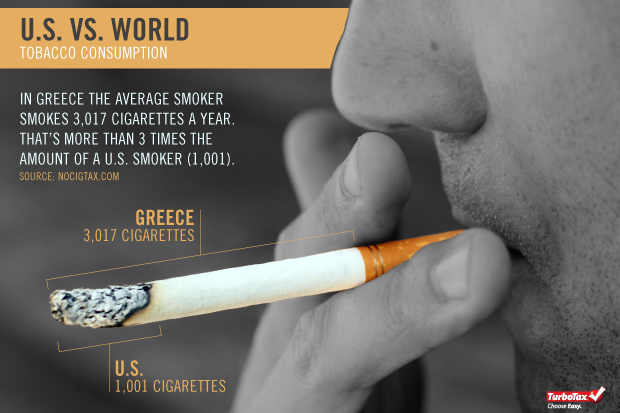 U.S. VS. WORLD
TOBACCO CONSUMPTION
IN GREECE THE AVERAGE SMOKER
SMOKES 3,017 CIGARETTES A YEAR.
THAT'S MORE THAN 3 TIMES THE
AMOUNT OF A U.S. SMOKER (1,001).
SOURCE: NOCIGTAX.COM
GREECE
3,017 CIGARETTES
U.S.
1,001 CIGARETTES
TurboTax
Choose Easy.